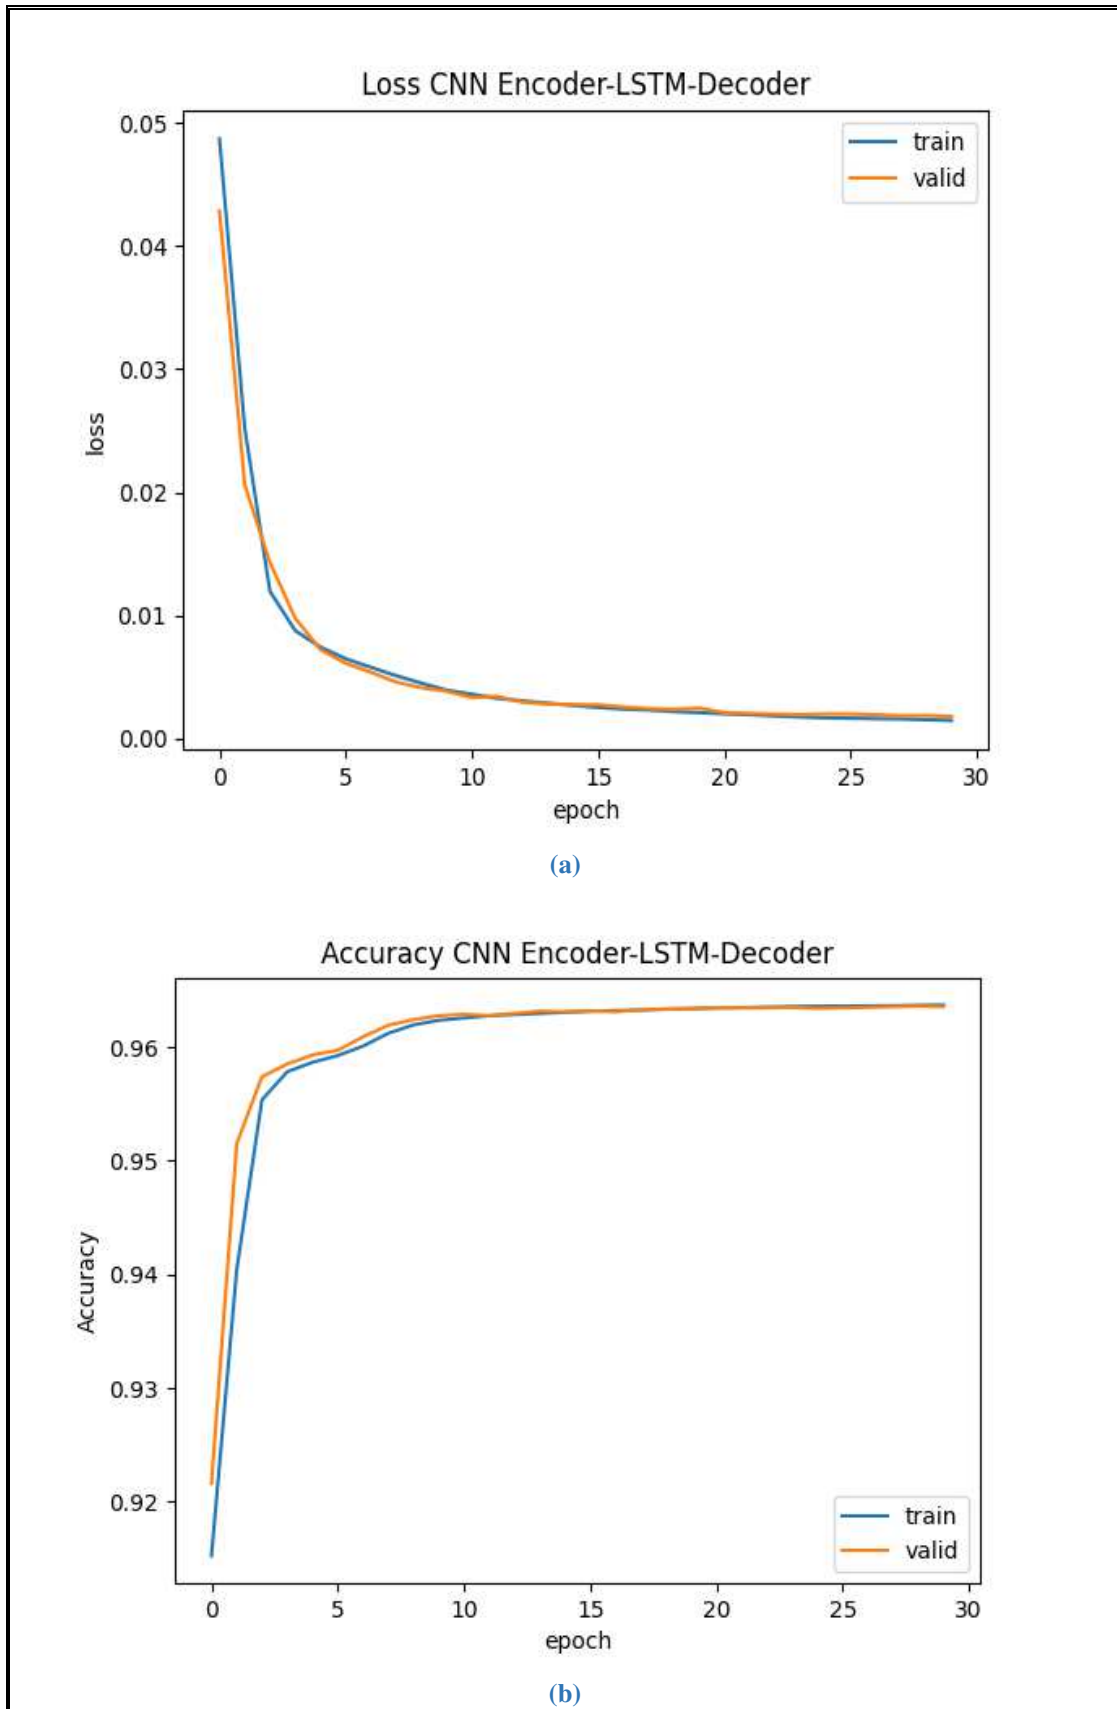 Loss CNN Encoder-LSTM-Decoder
0.05
0.04
0.03
0.02
0.01
0.00
loss
train
valid
0 5 10 15 20 25 30
epoch
(a)
Accuracy CNN Encoder-LSTM-Decoder
0.96
0.95
0.94
0.93
0.92
Accuracy
train
valid
0 5 10 15 20 25 30
epoch
(b)